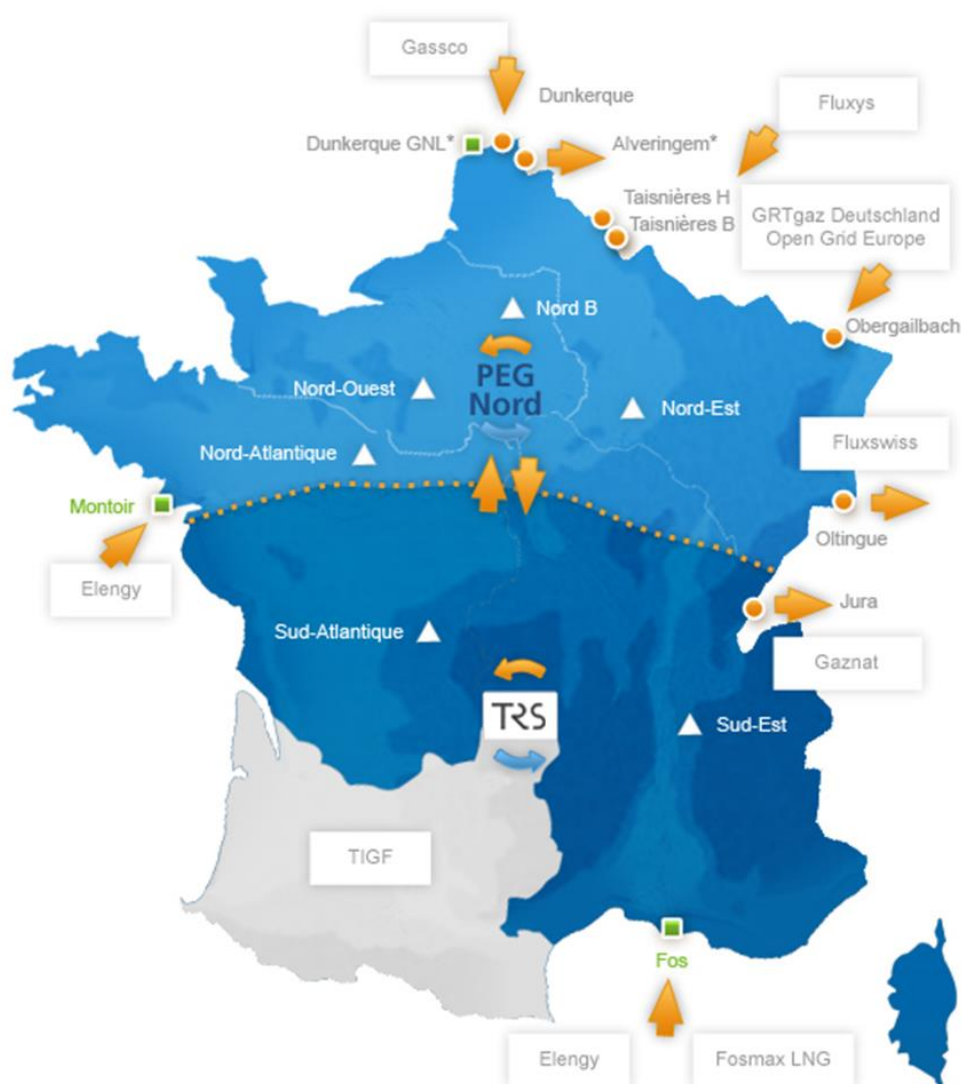 Gassco
Dunkerque
Fluxys
Dunkerque GNL*
Alveringem*
Taisnières H
Taisnières B
GRTgaz Deutschland
Open Grid Europe
Obergailbach
Nord B
PEG
Nord
Nord-Ouest
Nord-Est
Nord-Atlantique
Fluxswiss
Montoir
Oltingue
Elengy
Jura
Sud-Atlantique
Gaznat
TRS
Sud-Est
TIGF
Fos
Elengy
Fosmax LNG